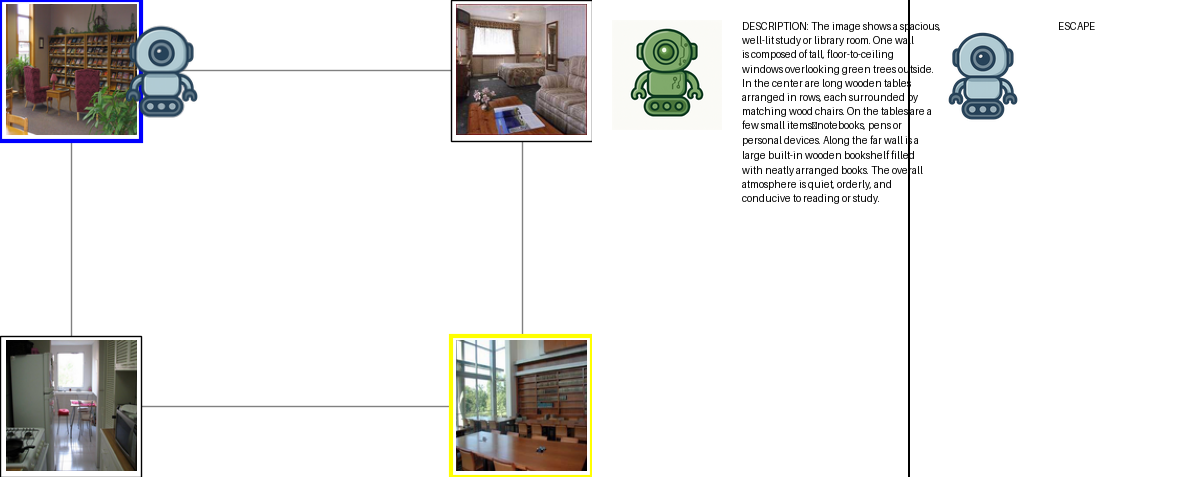 DESCRIPTION: The image shows a spacious,
well-lit study or library room. One wall
is composed of tall, floor-to-ceiling
windows overlooking green trees outside.
In the center are long wooden tables
arranged in rows, each surrounded by
matching wood chairs. On the tables are a
few small items▯notebooks, pens or
personal devices. Along the far wall is a
large built-in wooden bookshelf filled
with neatly arranged books. The overall
atmosphere is quiet, orderly, and
conducive to reading or study.
ESCAPE